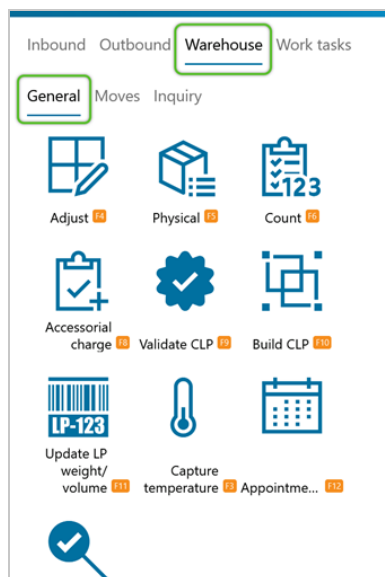 Inbound Outbound Warehouse Work tasks
General Moves Inquiry
123
Adjust F4 Physical F5 Count F6
Accessorial
charge F8 Validate CLP F9 Build CLP F10
LP-123
Update LP
weight/
volume F11 Capture
temperature F3 Appointme... F12